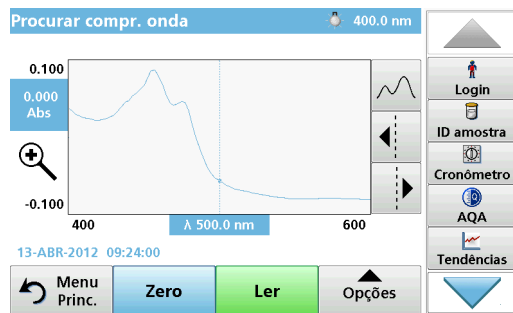 Procurar compr. onda
400.0 nm
0.100
0.000
Abs
-0.100
400
λ 500.0 nm
600
13-ABR-2012 09:24:00
Menu
Princ.
Zero
Ler
Opções
Login
ID amostra
Cronômetro
AQA
Tendências